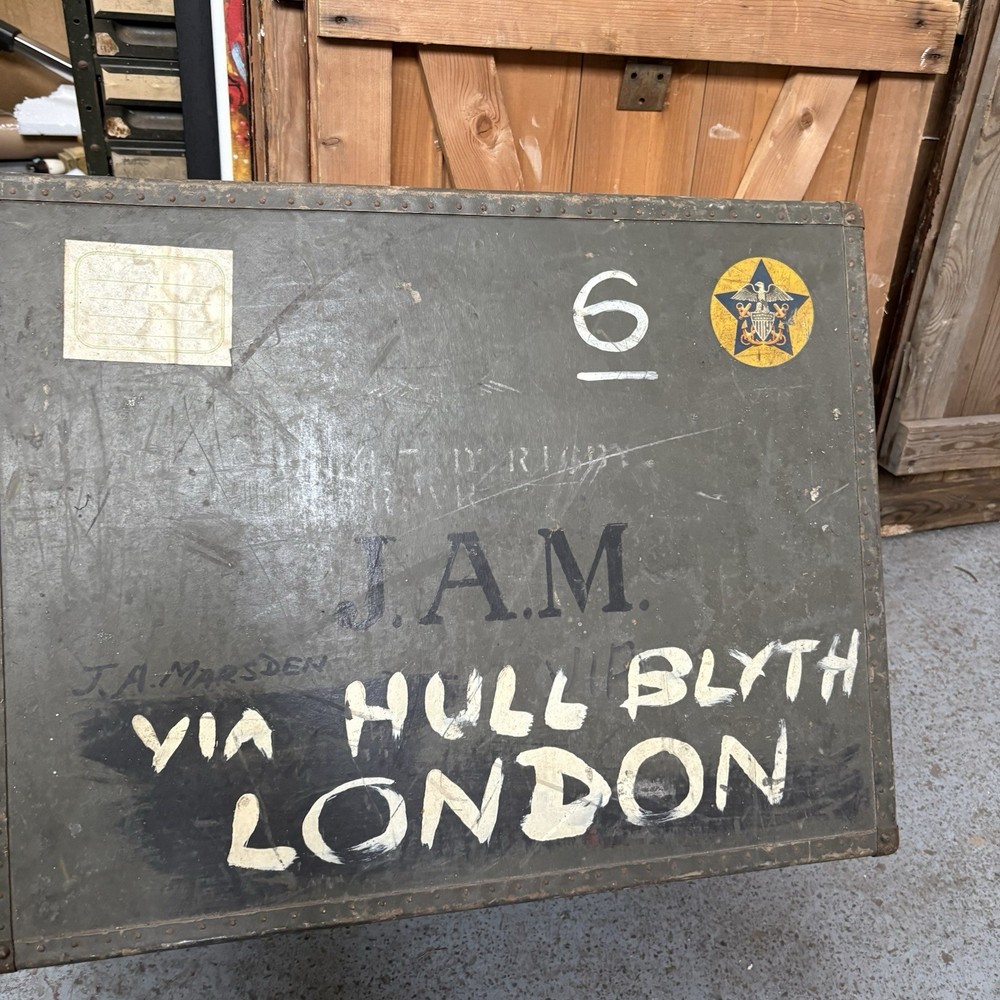 6
J.A.M.
J.A. MARSDEN
VIA HULL BLYTH
LONDON